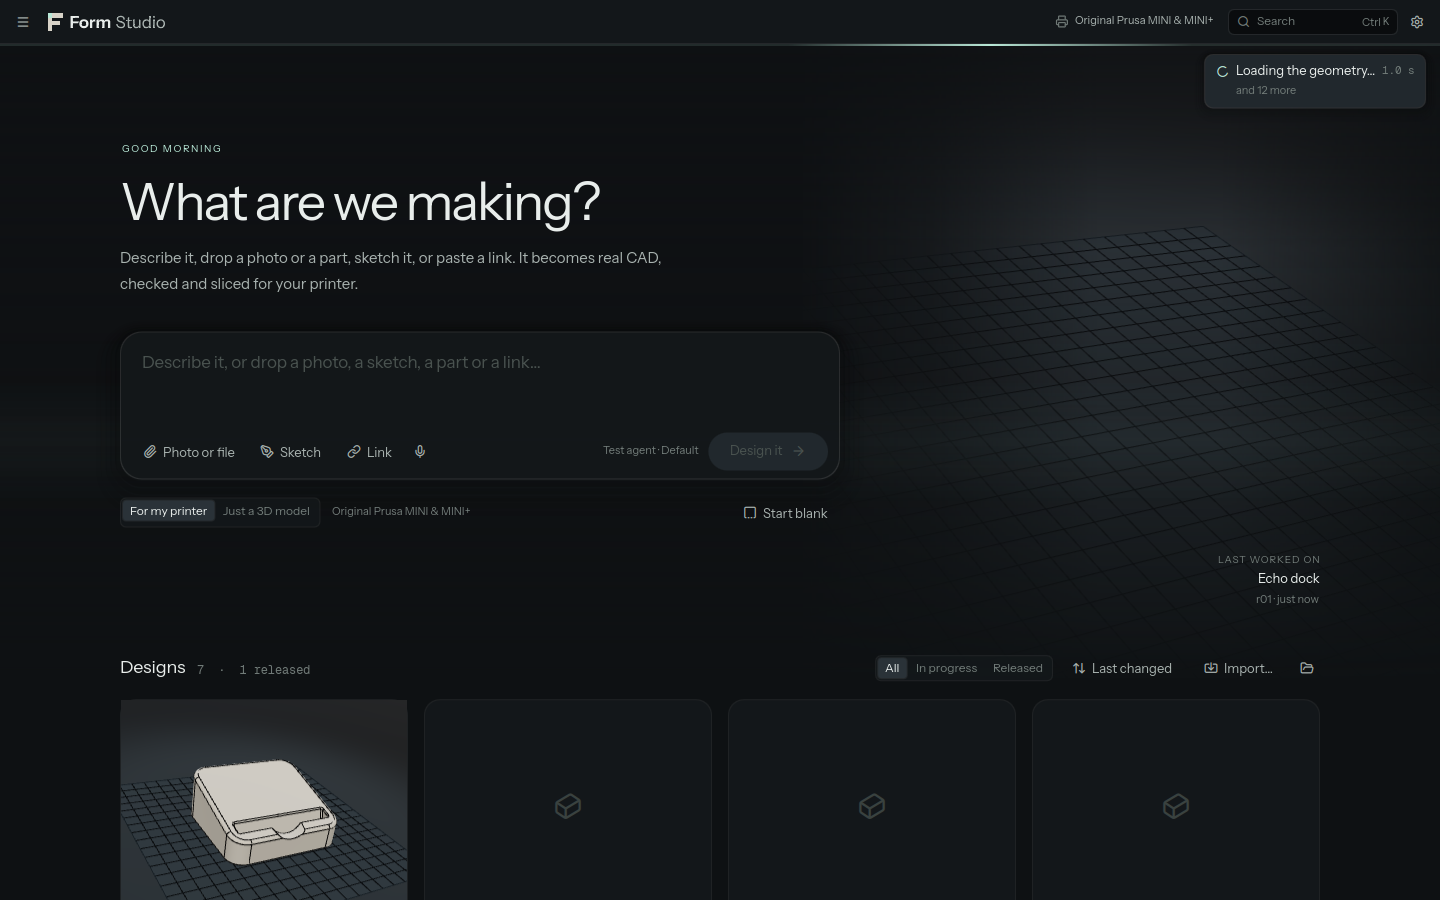 Form Studio
Original Prusa MINI & MINI+
Search
Ctrl K
Loading the geometry... 1.0 s
and 12 more
GOOD MORNING
What are we making?
Describe it, drop a photo or a part, sketch it, or paste a link. It becomes real CAD,
checked and sliced for your printer.
Describe it, or drop a photo, a sketch, a part or a link...
Photo or file
Sketch
Link
Test agent · Default
Design it
For my printer
Just a 3D model
Original Prusa MINI & MINI+
Start blank
LAST WORKED ON
Echo dock
r01 · just now
Designs 7 · 1 released
All
In progress
Released
Last changed
Import...